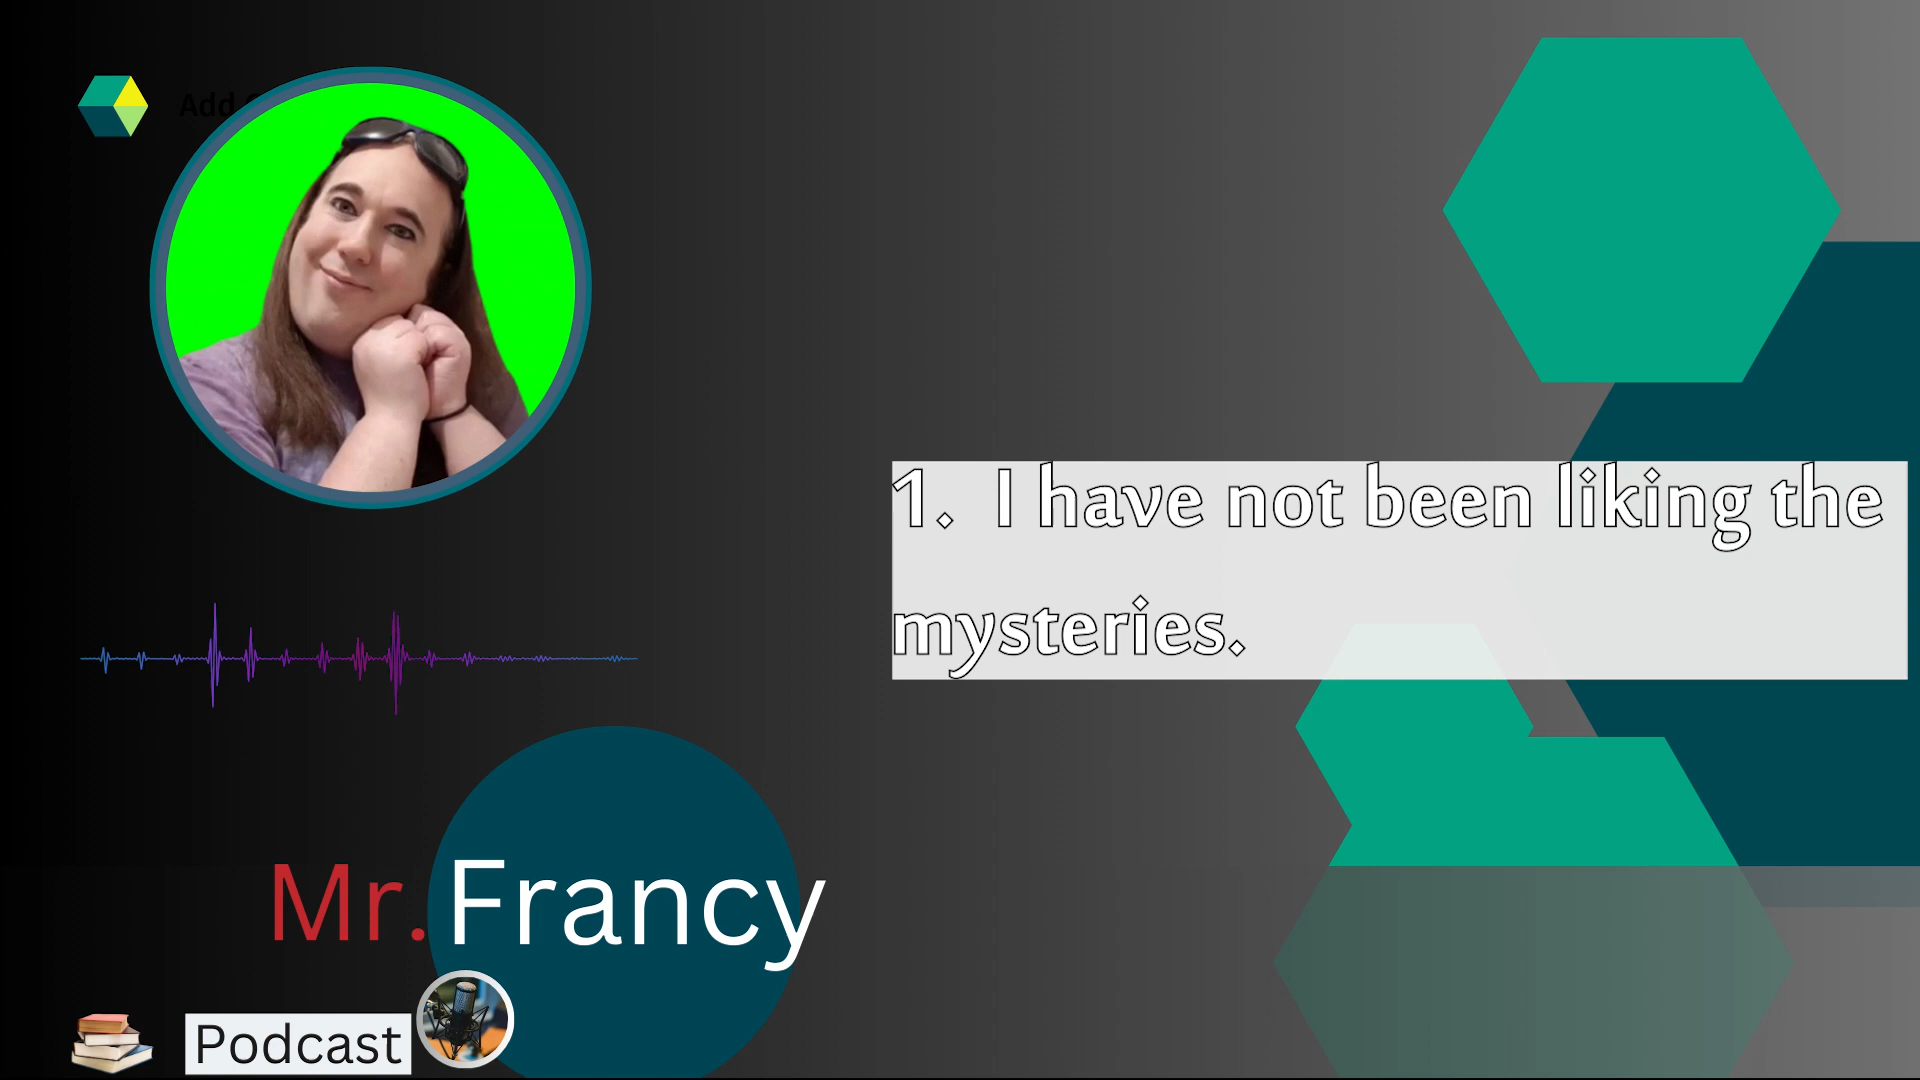 Add
1. I have not been liking the
mysteries.
Mr. Francy
Podcast